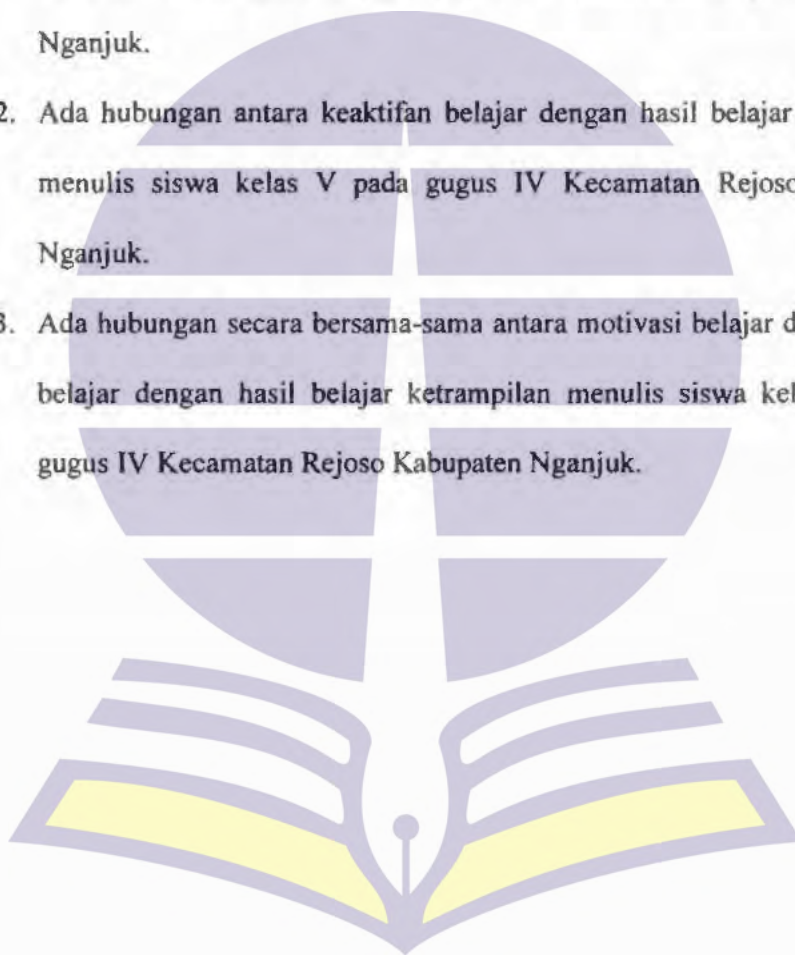 Nganjuk.
2. Ada hubungan antara keaktifan belajar dengan hasil belajar
menulis siswa kelas V pada gugus IV Kecamatan Rejoso
Nganjuk.
3. Ada hubungan secara bersama-sama antara motivasi belajar d
belajar dengan hasil belajar ketrampilan menulis siswa kel
gugus IV Kecamatan Rejoso Kabupaten Nganjuk.